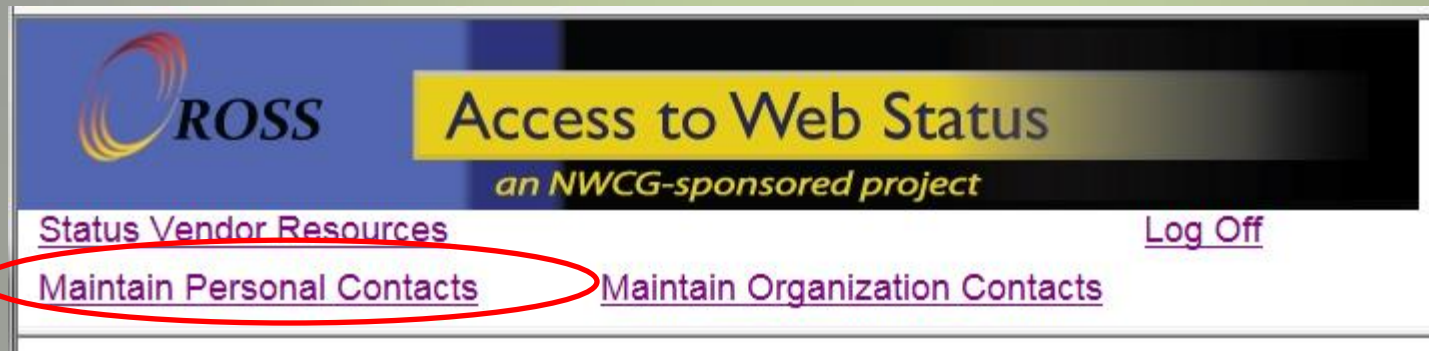 ROSS Access to Web Status
an NWCG-sponsored project
Status Vendor Resources Log Off
Maintain Personal Contacts Maintain Organization Contacts